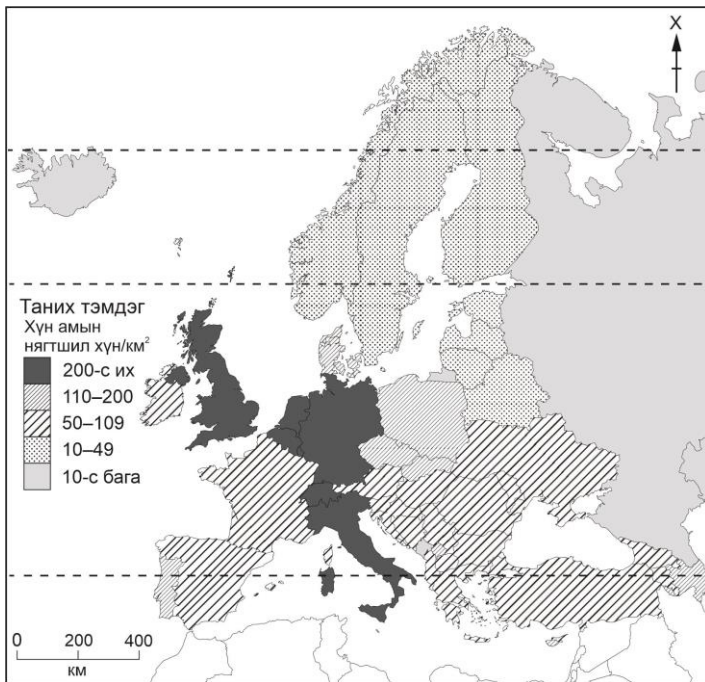 X
Таних тэмдэг
Хүн амын
нягтшил хүн/км²
200-с их
110–200
50–109
10–49
10-с бага
0 200 400
км